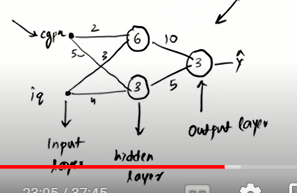 cgpa 2 6 10
5 3 3 ŷ
iq 4 3 5
input layer
hidden layer
output layer
23:05 / 37:45